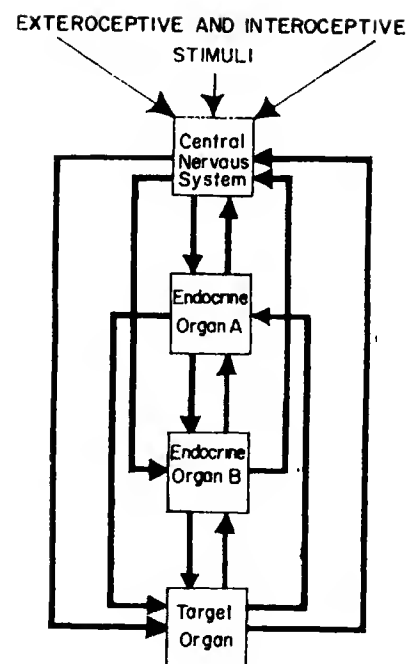 EXTEROCEPTIVE AND INTEROCEPTIVE
STIMULI
Central
Nervous
System
Endocrine
Organ A
Endocrine
Organ B
Target
Organ